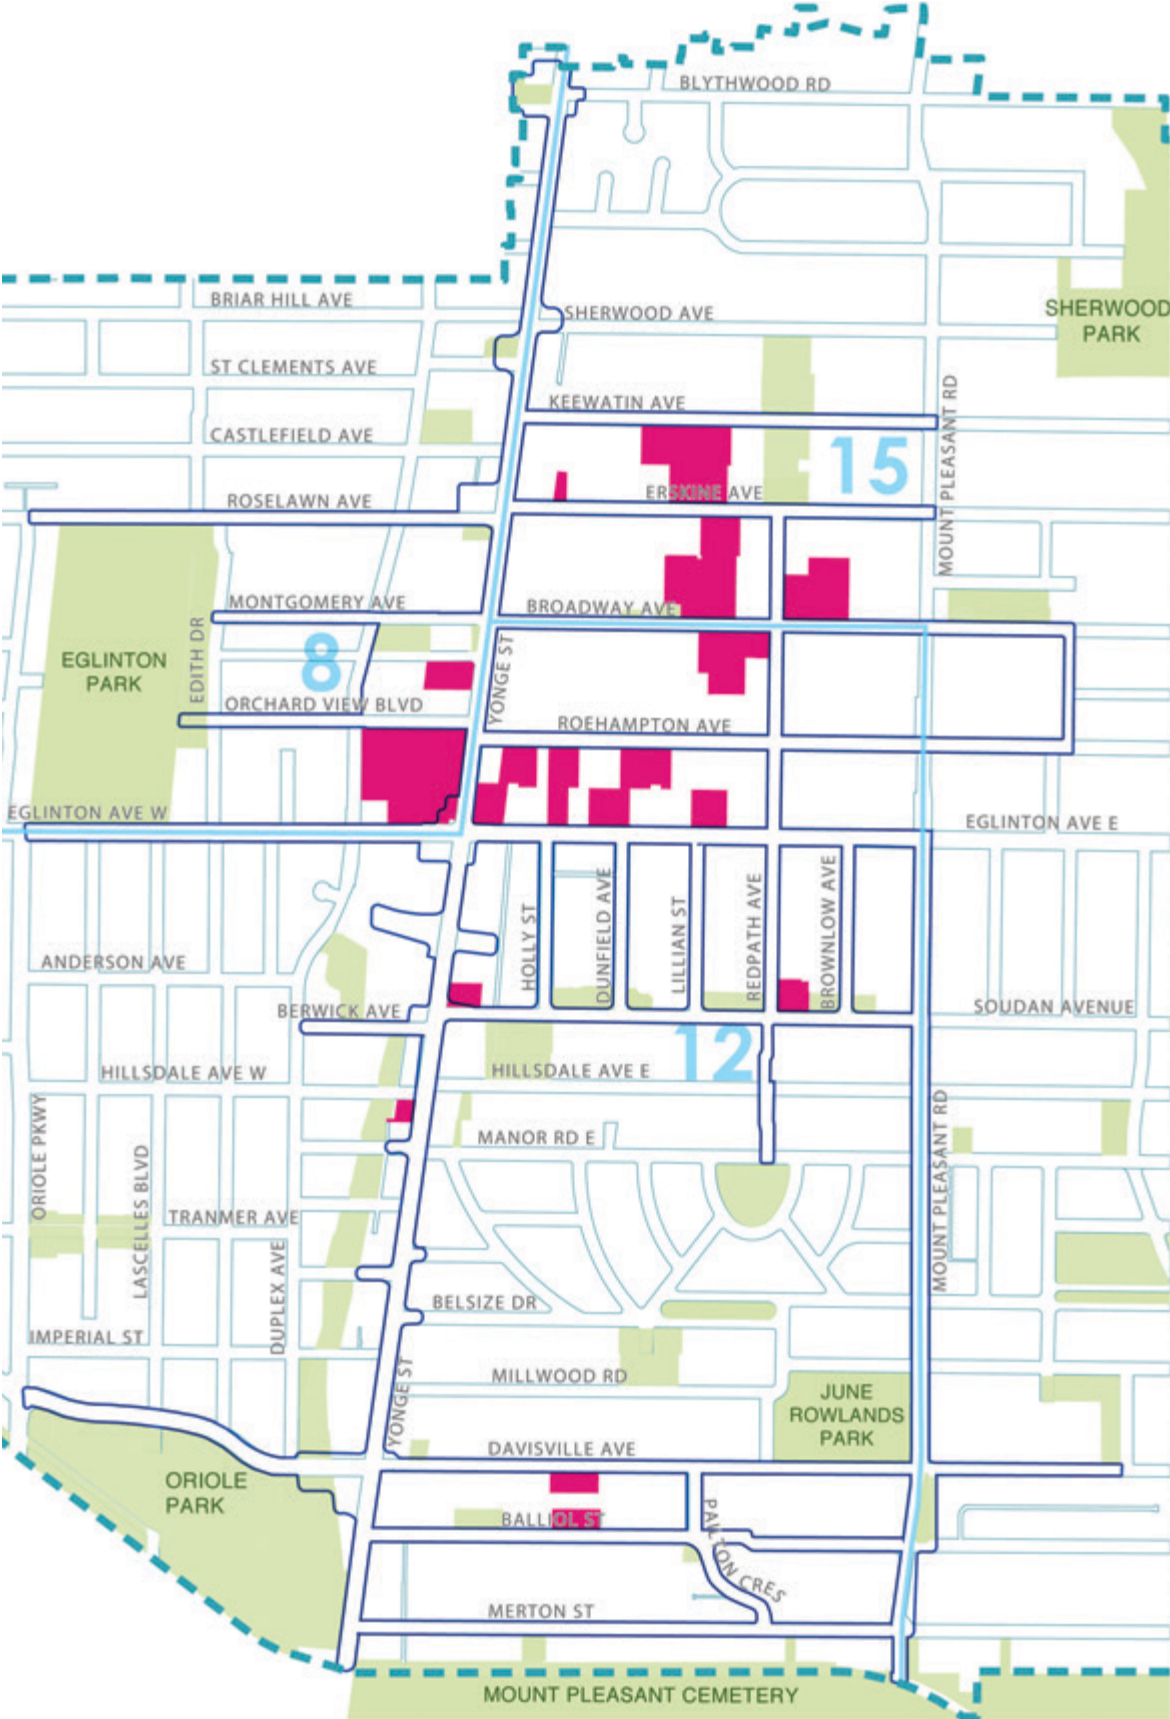 BLYTHWOOD RD
BRIAR HILL AVE
SHERWOOD AVE
SHERWOOD
PARK
ST CLEMENTS AVE
KEEWATIN AVE
MOUNT PLEASANT RD
CASTLEFIELD AVE
15
ERSKINE AVE
ROSELAWN AVE
MONTGOMERY AVE
BROADWAY AVE
8
EDITH DR
EGLINTON
PARK
YONGE ST
ORCHARD VIEW BLVD
ROEHAMPTON AVE
EGLINTON AVE W
EGLINTON AVE E
HOLLY ST
DUNFIELD AVE
LILLIAN ST
REDPATH AVE
BROWNLOW AVE
ANDERSON AVE
BERWICK AVE
SOUDAN AVENUE
12
HILLSDALE AVE W
HILLSDALE AVE E
ORIOLE PKWY
MANOR RD E
MOUNT PLEASANT RD
LASCELLES BLVD
TRANMER AVE
DUPLEX AVE
BELSIZE DR
IMPERIAL ST
MILLWOOD RD
YONGE ST
JUNE
ROWLANDS
PARK
DAVISVILLE AVE
ORIOLE
PARK
BALLIOL ST
PAILTON CRES
MERTON ST
MOUNT PLEASANT CEMETERY